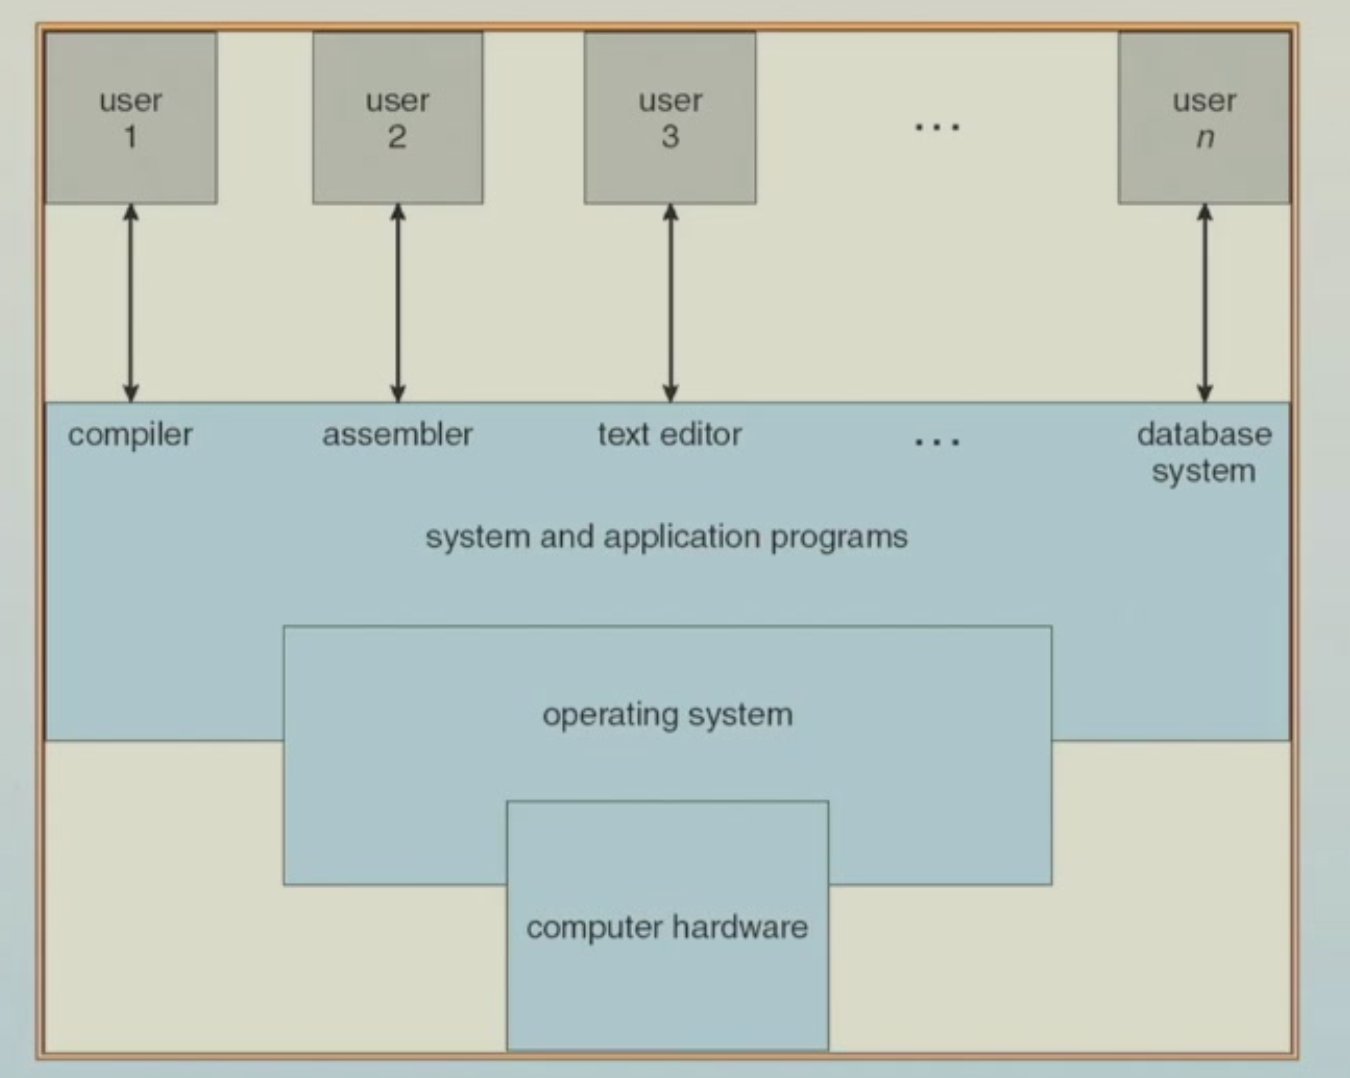 user
1
user
2
user
3
...
user
n
compiler
assembler
text editor
...
database
system
system and application programs
operating system
computer hardware